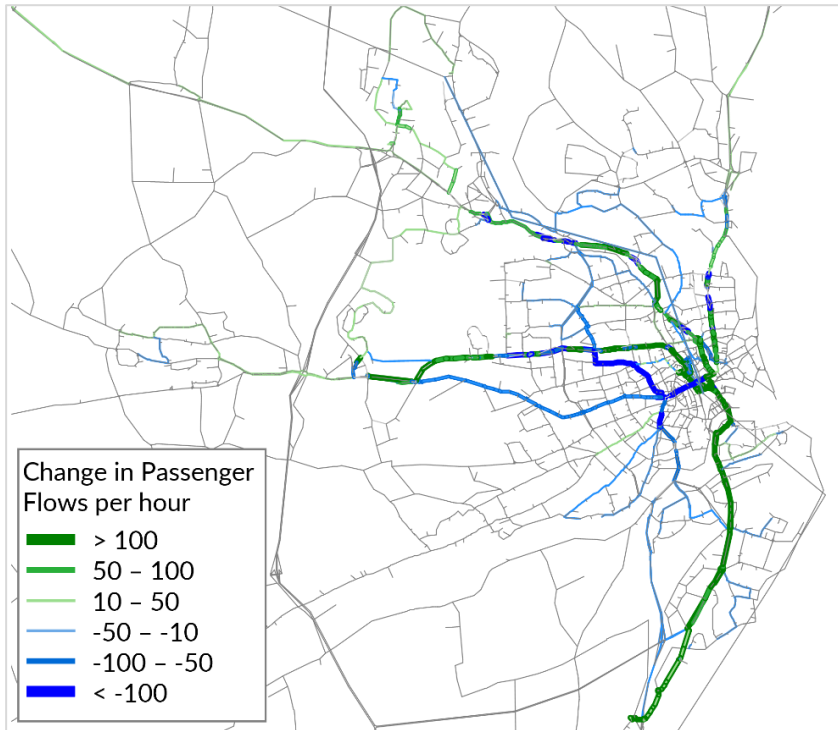 Change in Passenger
Flows per hour
> 100
50 – 100
10 – 50
-50 – -10
-100 – -50
< -100